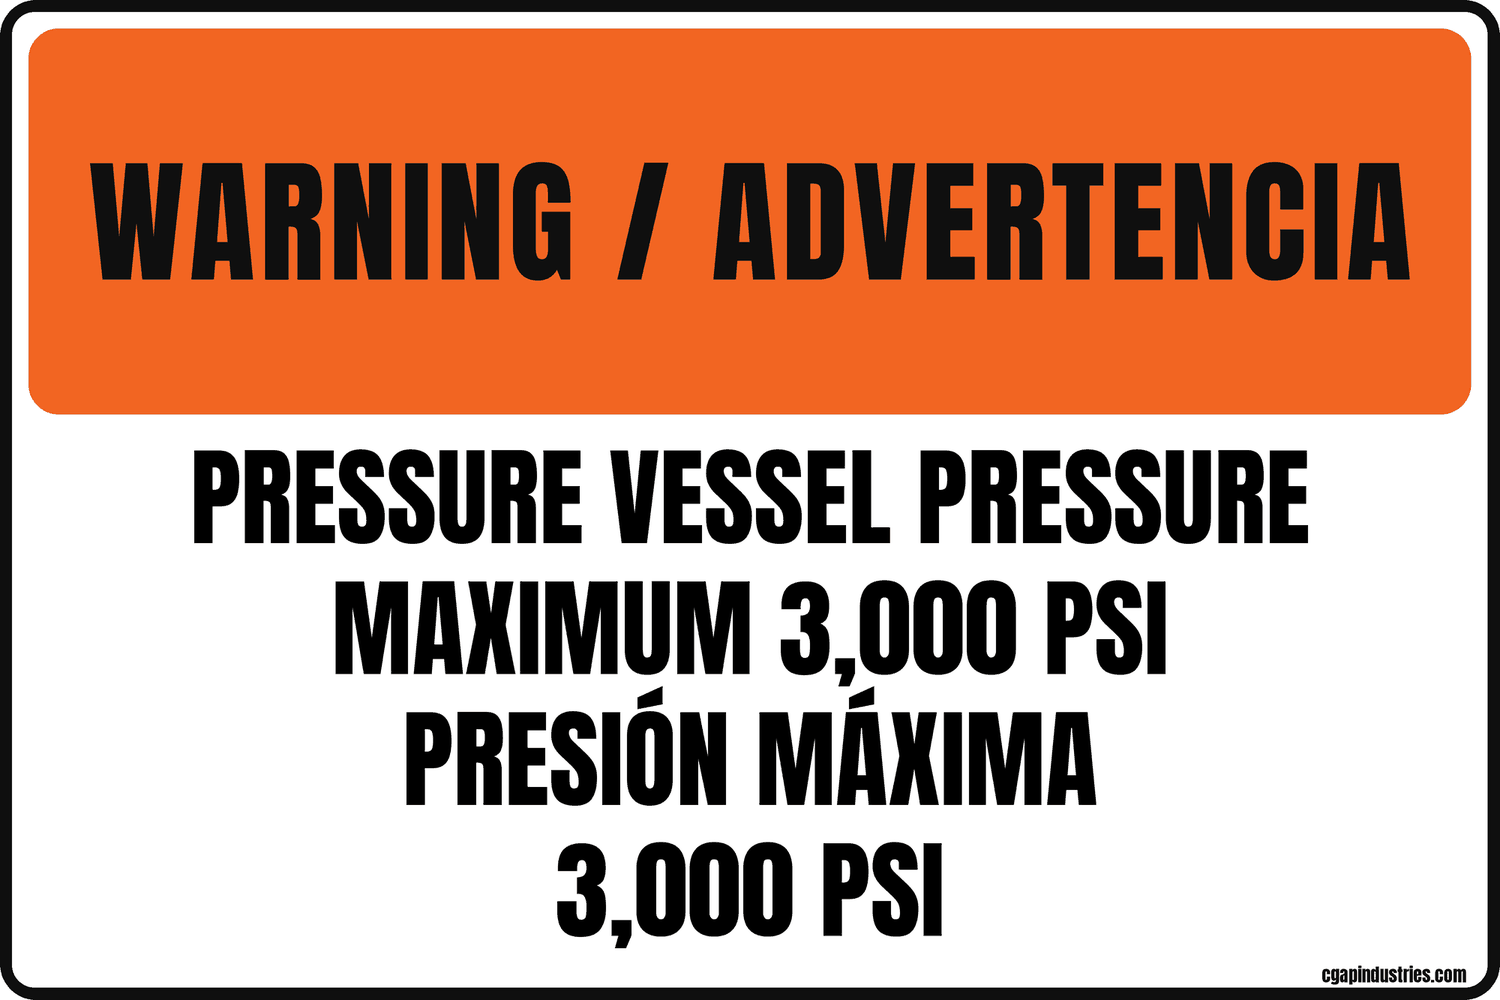 WARNING / ADVERTENCIA
PRESSURE VESSEL PRESSURE
MAXIMUM 3,000 PSI
PRESIÓN MÁXIMA
3,000 PSI
cgapindustries.com